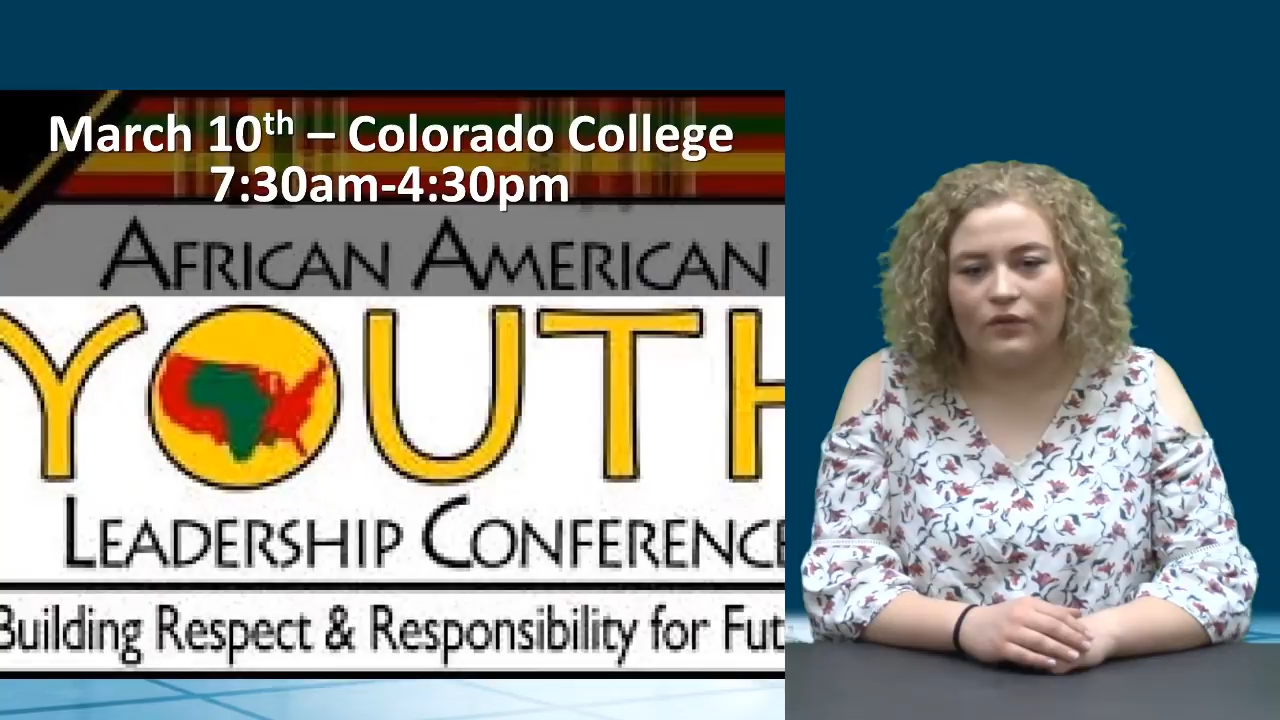 March 10th – Colorado College
7:30am-4:30pm
AFRICAN AMERICAN
YOUTH
LEADERSHIP CONFERENCE
Building Respect & Responsibility for Fut